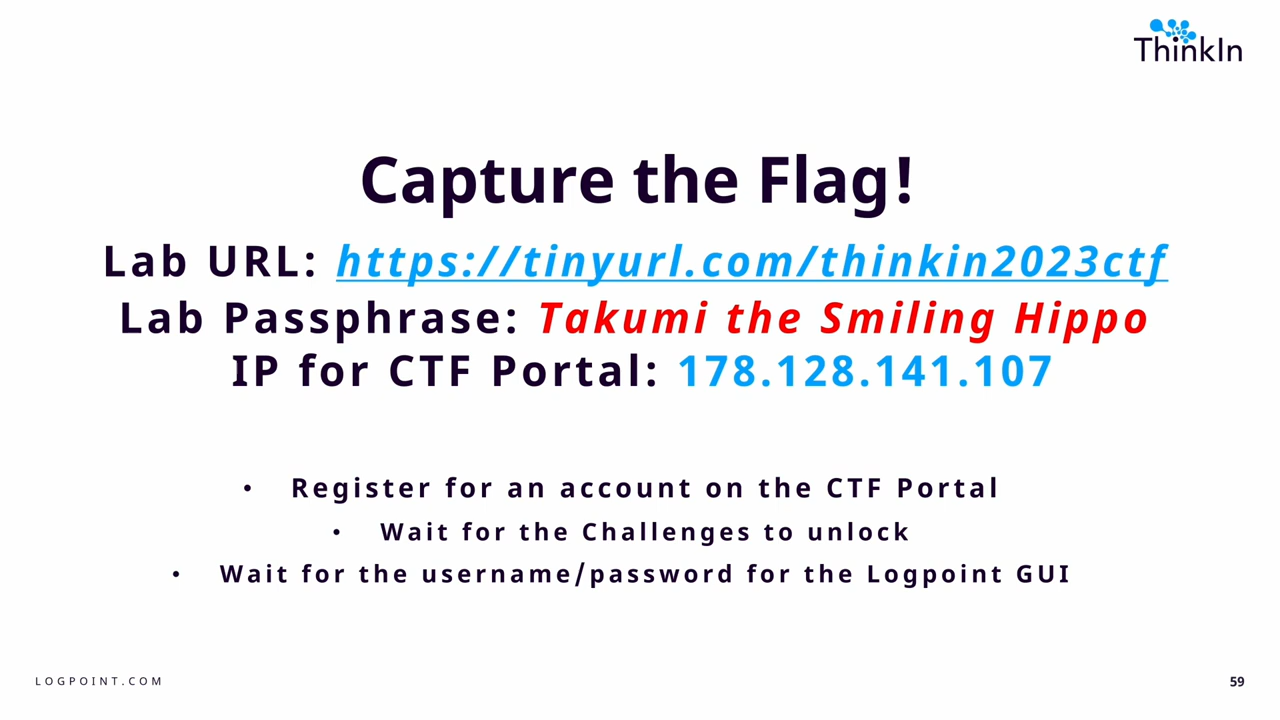 ThinkIn
Capture the Flag!
Lab URL: https://tinyurl.com/thinkin2023ctf
Lab Passphrase: Takumi the Smiling Hippo
IP for CTF Portal: 178.128.141.107
• Register for an account on the CTF Portal
• Wait for the Challenges to unlock
• Wait for the username/password for the Logpoint GUI
LOGPOINT.COM
59